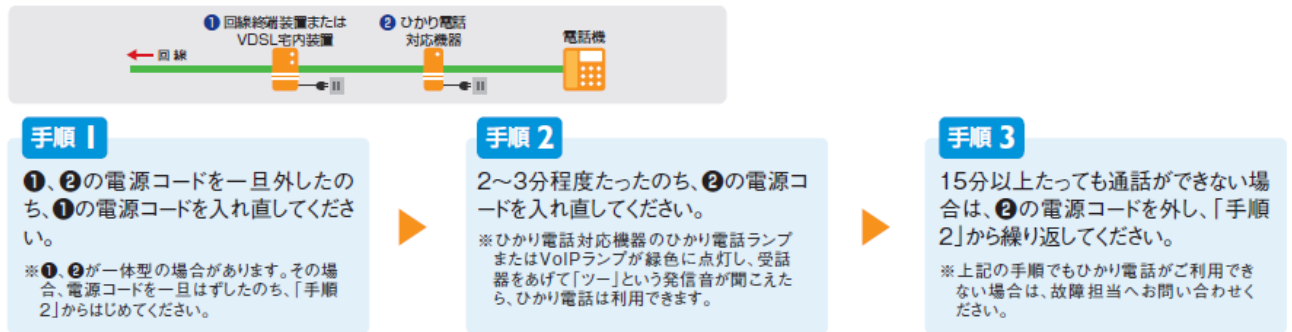 ❶ 回線終端装置または
VDSL宅内装置
❷ ひかり電話
対応機器
電話機
回線
手順 1
❶、❷の電源コードを一旦外したの
ち、❶の電源コードを入れ直してくださ
い。
※❶、❷が一体型の場合があります。その場
合、電源コードを一旦はずしたのち、「手順
2」からはじめてください。
手順 2
2～3分程度たったのち、❷の電源コ
ードを入れ直してください。
※ひかり電話対応機器のひかり電話ランプ
またはVoIPランプが緑色に点灯し、受話
器をあげて「ツー」という発信音が聞こえた
ら、ひかり電話は利用できます。
手順 3
15分以上たっても通話ができない場
合は、❷の電源コードを外し、「手順
2」から繰り返してください。
※上記の手順でもひかり電話がご利用でき
ない場合は、故障担当へお問い合わせく
ださい。